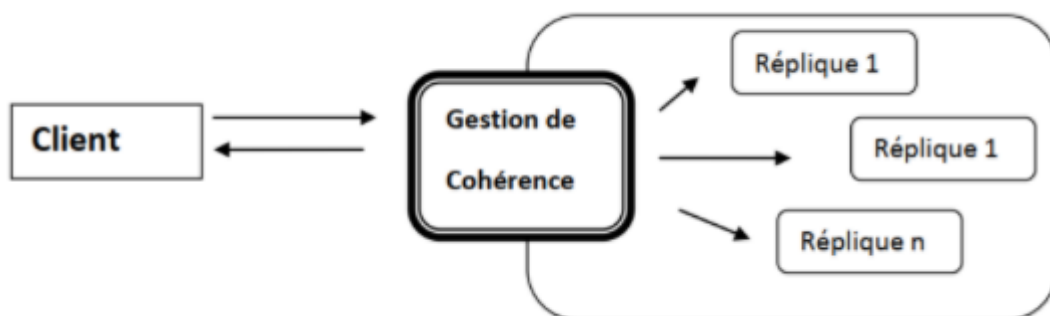 Client
Gestion de
Cohérence
Réplique 1
Réplique 1
Réplique n